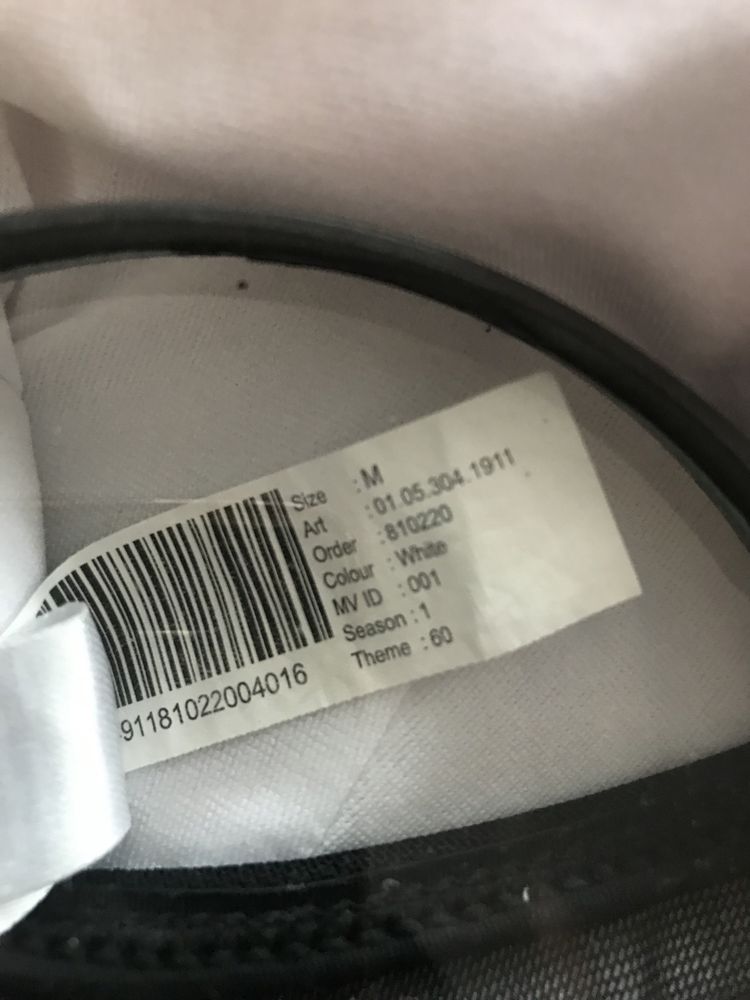 Size : M
Art : 01.05.304.1911
Order : 810220
Colour : White
MV ID : 001
Season : 1
Theme : 60
91181022004016